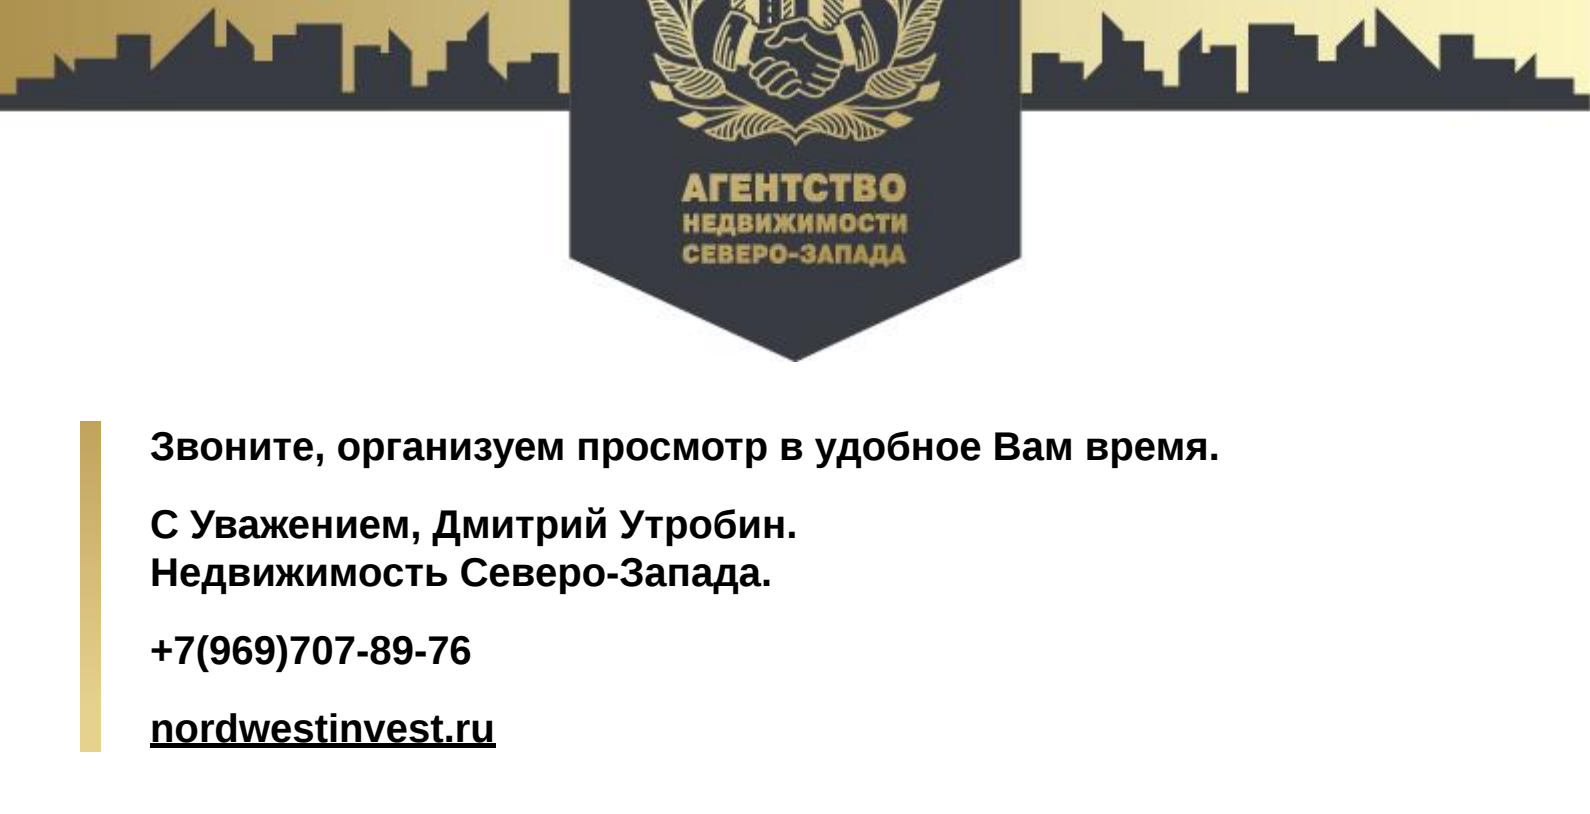 АГЕНТСТВО
НЕДВИЖИМОСТИ
СЕВЕРО-ЗАПАДА
Звоните, организуем просмотр в удобное Вам время.
С Уважением, Дмитрий Утробин.
Недвижимость Северо-Запада.
+7(969)707-89-76
nordwestinvest.ru